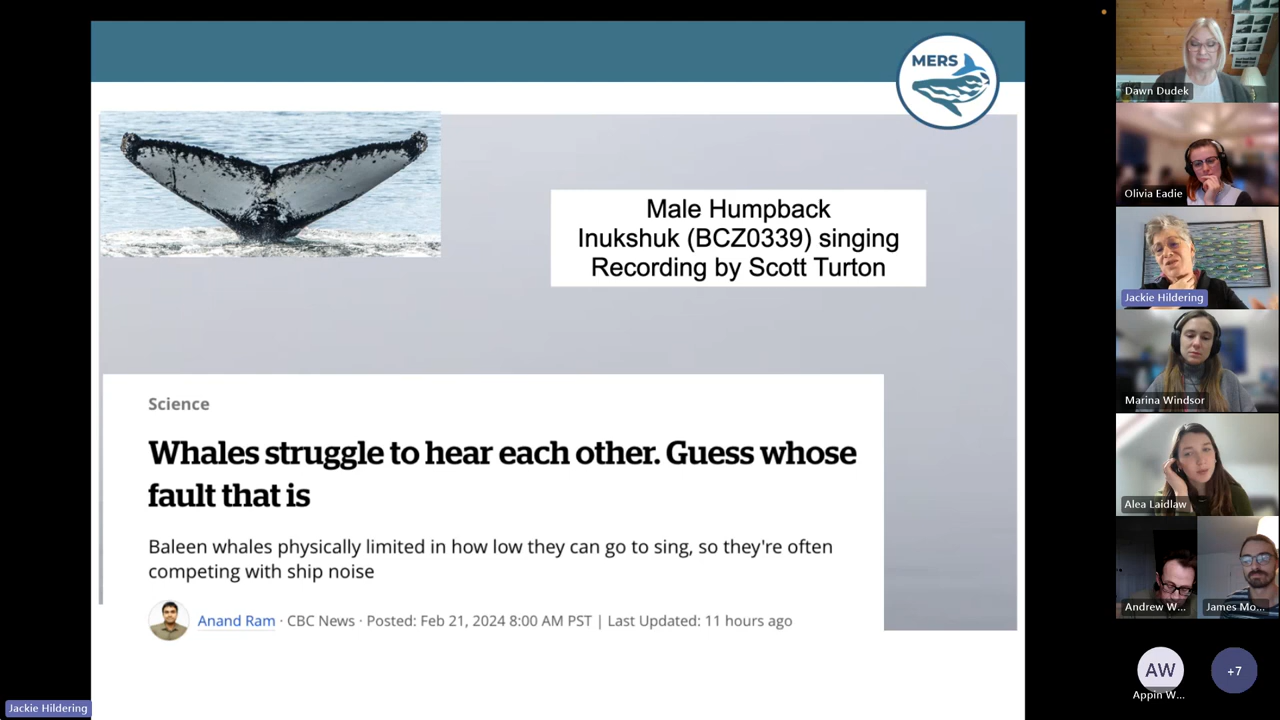 MERS
Male Humpback
Inukshuk (BCZ0339) singing
Recording by Scott Turton
Science
Whales struggle to hear each other. Guess whose
fault that is
Baleen whales physically limited in how low they can go to sing, so they're often
competing with ship noise
Anand Ram · CBC News · Posted: Feb 21, 2024 8:00 AM PST | Last Updated: 11 hours ago
Jackie Hildering
Dawn Dudek
Olivia Eadie
Jackie Hildering
Marina Windsor
Alea Laidlaw
Andrew W...
James Mo...
AW
Appin W...
+7